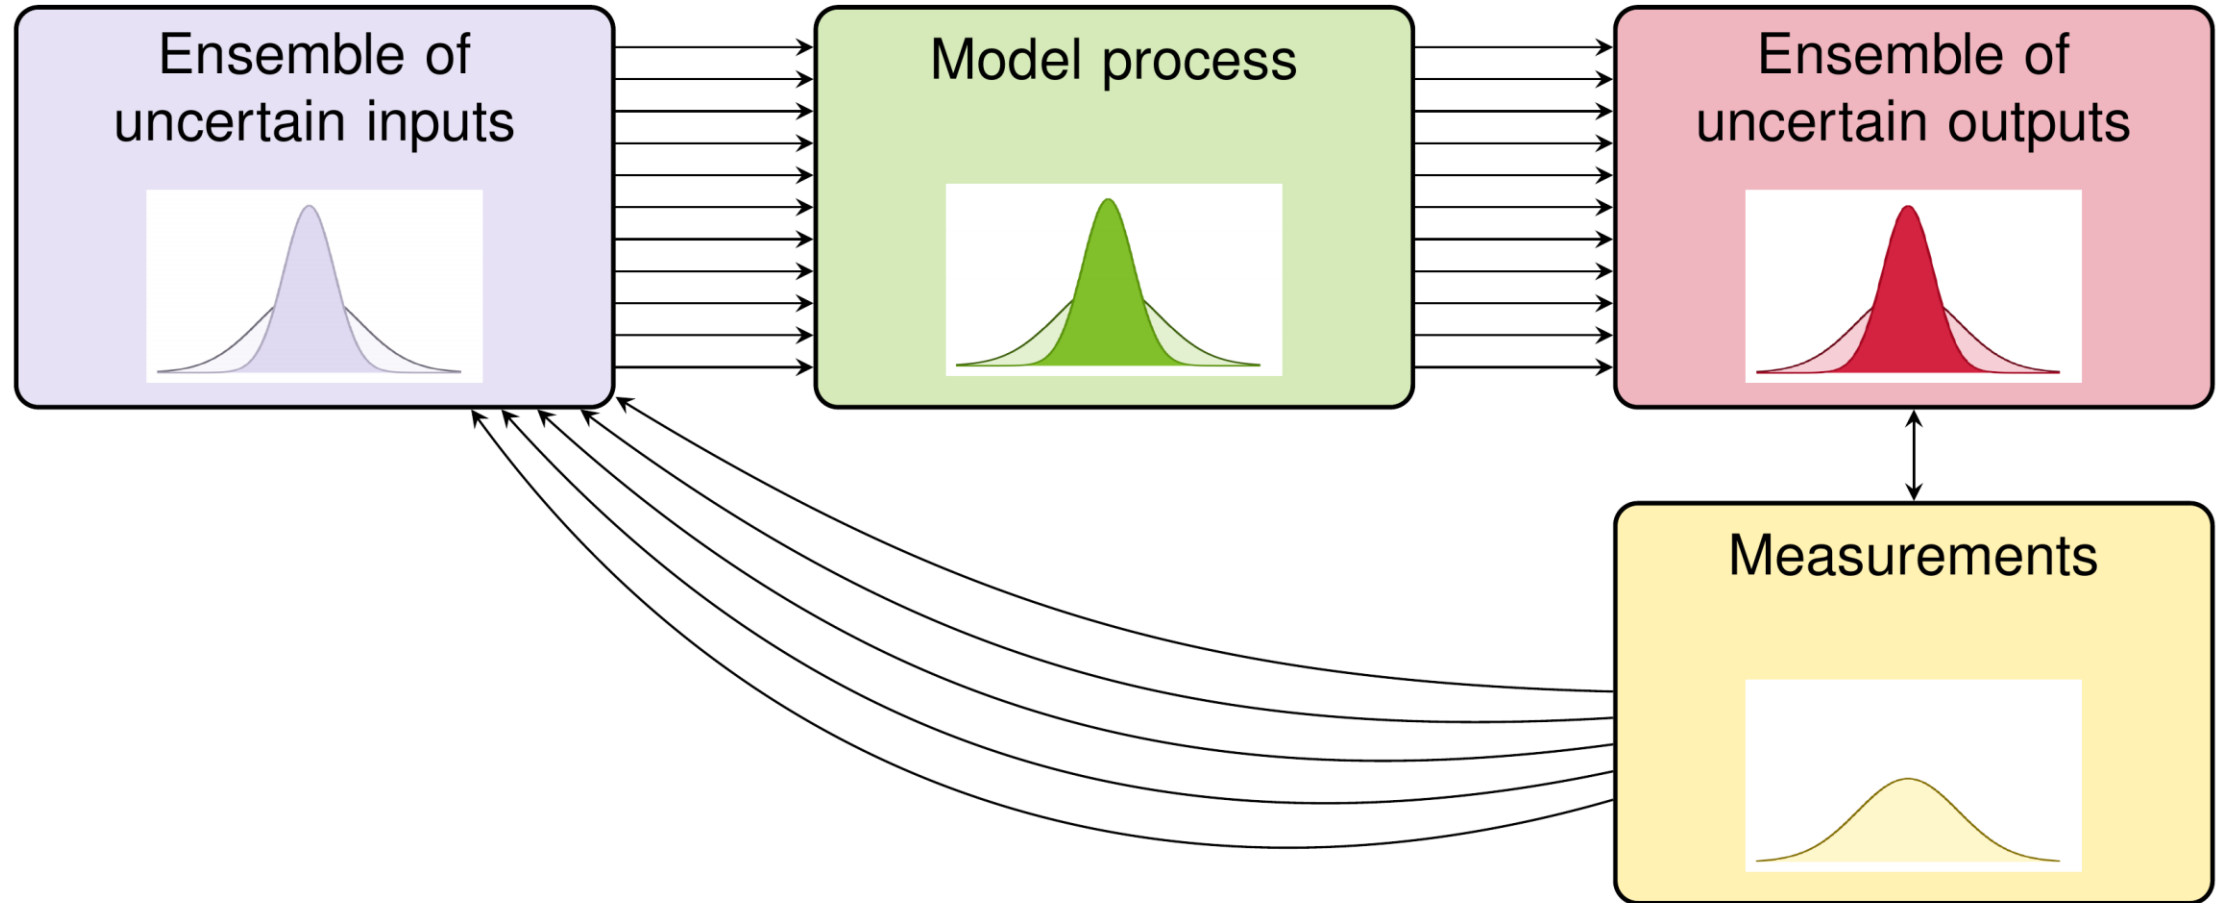 Ensemble of
uncertain inputs
Model process
Ensemble of
uncertain outputs
Measurements